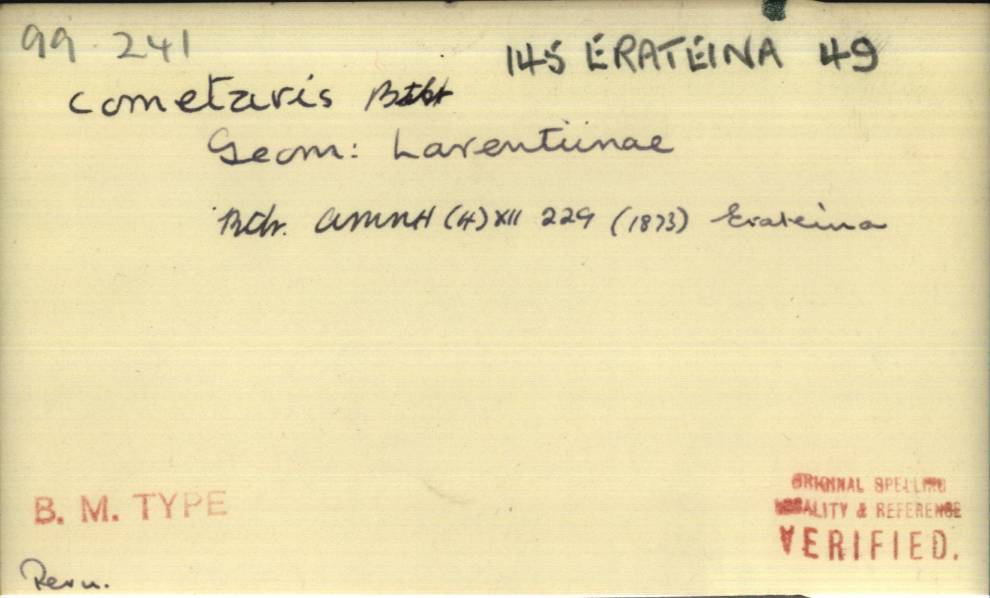 99 241
145 ERATEINA 49
cometaris Btlr
Geom: Larentiinae
Btlr. AMNH (4) XII 229 (1873) Erateina
B. M. TYPE
ORIGINAL SPELLING
LOCALITY & REFERENCE
VERIFIED.
Peru.